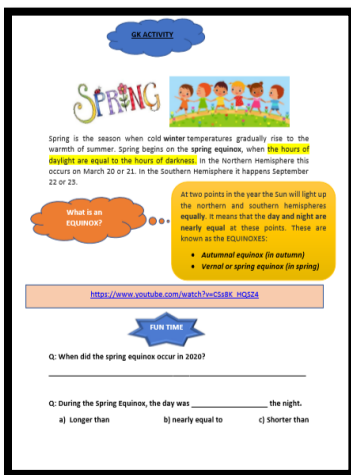 GK ACTIVITY
SPRING
Spring is the season when cold winter temperatures gradually rise to the
warmth of summer. Spring begins on the spring equinox, when the hours of
daylight are equal to the hours of darkness. In the Northern Hemisphere this
occurs on March 20 or 21. In the Southern Hemisphere it happens September
22 or 23.
What is an
EQUINOX?
At two points in the year the Sun will light up
the northern and southern hemispheres
equally. It means that the day and night are
nearly equal at these points. These are
known as the EQUINOXES:
• Autumnal equinox (in autumn)
• Vernal or spring equinox (in spring)
https://www.youtube.com/watch?v=CSsBK_HQSZ4
FUN TIME
Q: When did the spring equinox occur in 2020?
Q: During the Spring Equinox, the day was ____________________ the night.
a) Longer than b) nearly equal to c) Shorter than